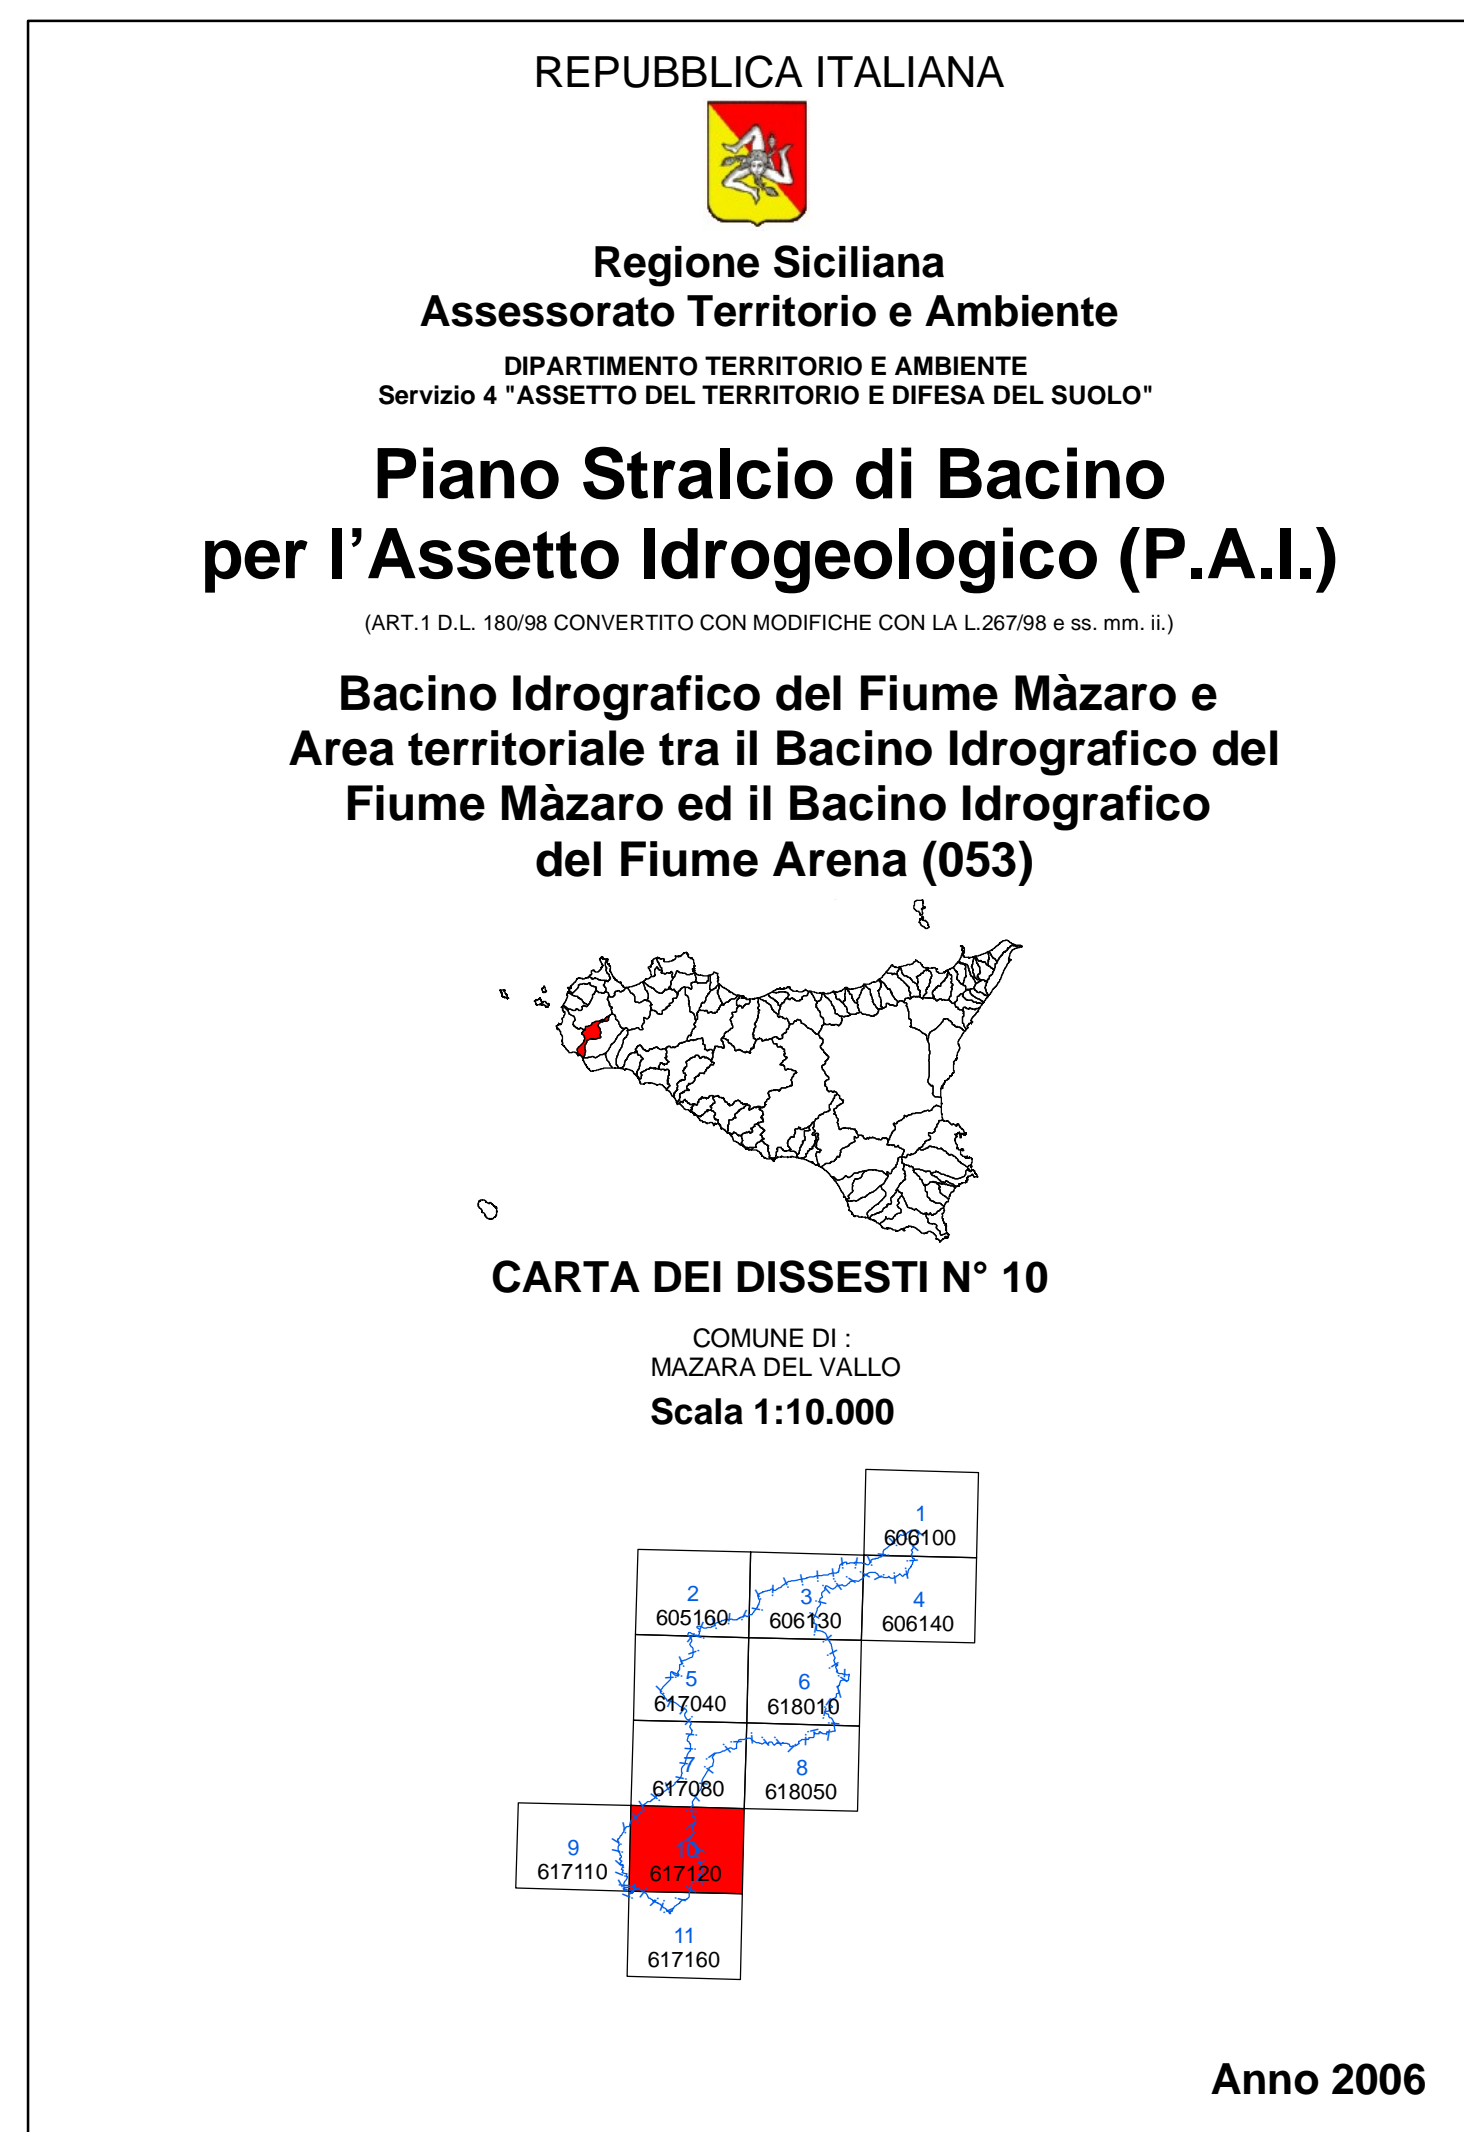 REPUBBLICA ITALIANA
Regione Siciliana
Assessorato Territorio e Ambiente
DIPARTIMENTO TERRITORIO E AMBIENTE
Servizio 4 "ASSETTO DEL TERRITORIO E DIFESA DEL SUOLO"
Piano Stralcio di Bacino
per l’Assetto Idrogeologico (P.A.I.)
(ART.1 D.L. 180/98 CONVERTITO CON MODIFICHE CON LA L.267/98 e ss. mm. ii.)
Bacino Idrografico del Fiume Màzaro e
Area territoriale tra il Bacino Idrografico del
Fiume Màzaro ed il Bacino Idrografico
del Fiume Arena (053)
CARTA DEI DISSESTI N° 10
COMUNE DI :
MAZARA DEL VALLO
Scala 1:10.000
1
606100
2
605160
3
606130
4
606140
5
617040
6
618010
7
617080
8
618050
9
617110
10
617120
11
617160
Anno 2006